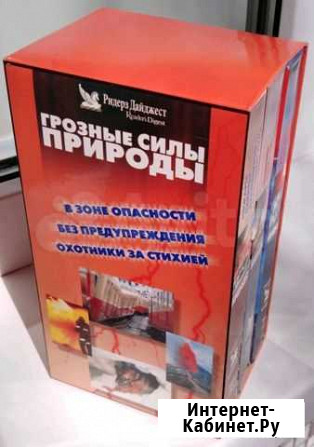 Ридерз Дайджест
Reader's Digest
ГРОЗНЫЕ СИЛЫ
ПРИРОДЫ
В ЗОНЕ ОПАСНОСТИ
БЕЗ ПРЕДУПРЕЖДЕНИЯ
ОХОТНИКИ ЗА СТИХИЕЙ
Интернет-
Кабинет.Ру